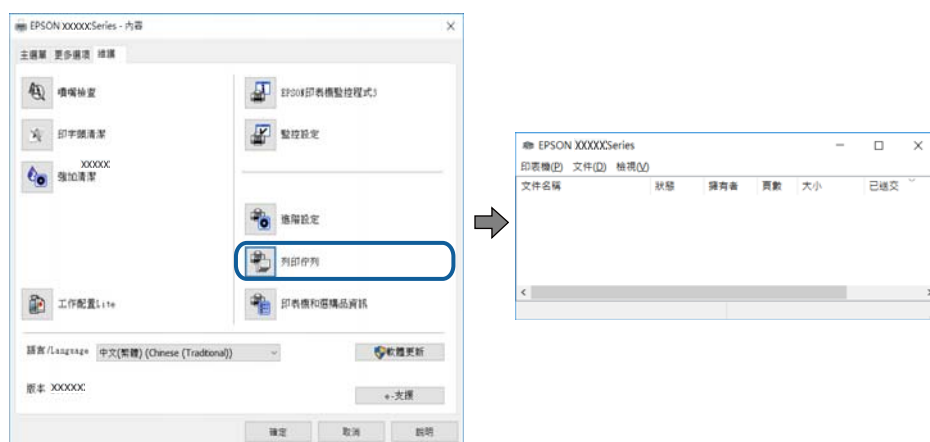 EPSON XXXXX Series - 內容
主選單 更多選項 維護
噴嘴檢查
印字頭清潔
XXXXX
強加清潔
工作配置Lite
EPSON印表機監控程式3
監控設定
進階設定
列印佇列
印表機和選購品資訊
語言/Language 中文(繁體) (Chinese (Traditional))
軟體更新
版本 XXXXX
e-支援
確定 取消 說明
EPSON XXXXX Series
印表機(P) 文件(D) 檢視(V)
文件名稱 狀態 擁有者 頁數 大小 已送交